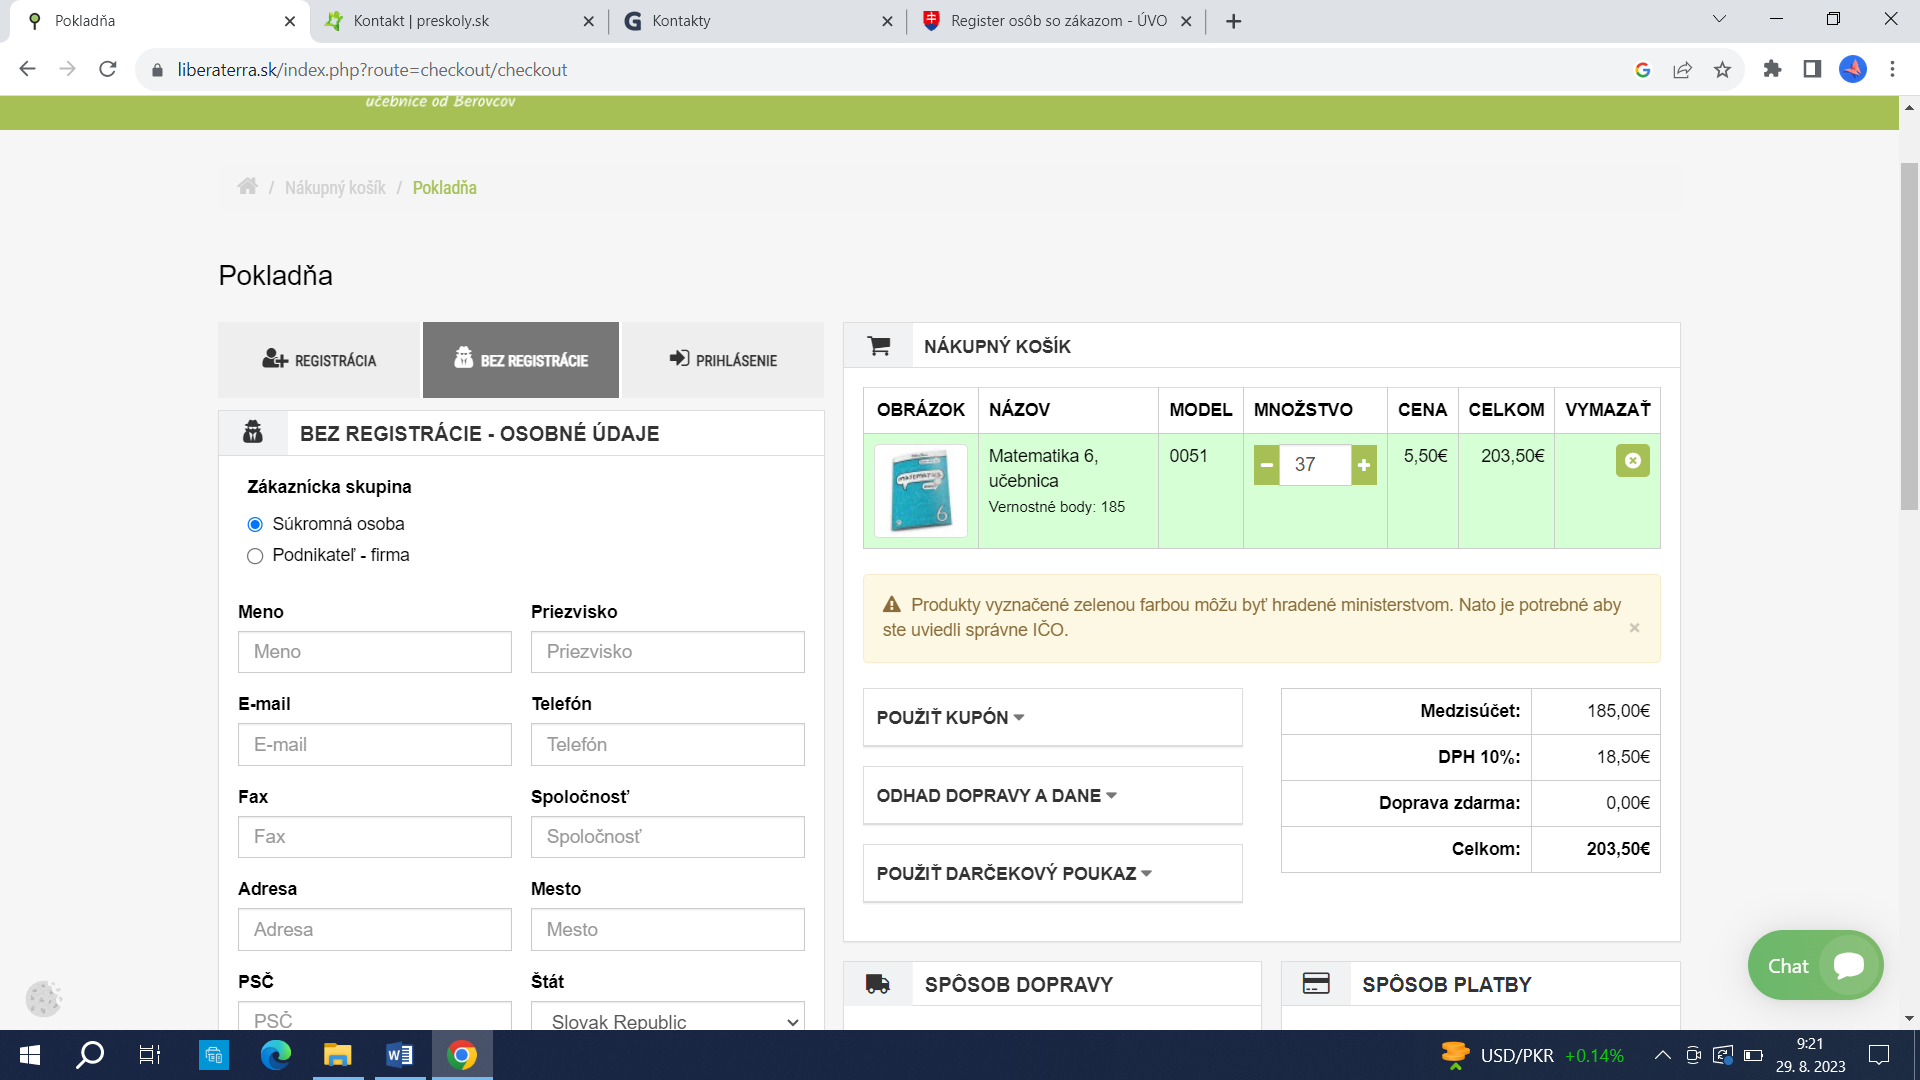 Pokladňa
Kontakt | preskoly.sk
Kontakty
Register osôb so zákazom - ÚVO
liberaterra.sk/index.php?route=checkout/checkout
učebnice od Berovcov
/ Nákupný košík / Pokladňa
Pokladňa
REGISTRÁCIA
BEZ REGISTRÁCIE
PRIHLÁSENIE
BEZ REGISTRÁCIE - OSOBNÉ ÚDAJE
Zákaznícka skupina
Súkromná osoba
Podnikateľ - firma
Meno
Priezvisko
Meno
Priezvisko
E-mail
Telefón
E-mail
Telefón
Fax
Spoločnosť
Fax
Spoločnosť
Adresa
Mesto
Adresa
Mesto
PSČ
Štát
PSČ
Slovak Republic
NÁKUPNÝ KOŠÍK
OBRÁZOK NÁZOV MODEL MNOŽSTVO CENA CELKOM VYMAZAŤ
Matematika 6,
učebnica
Vernostné body: 185
0051
37
5,50€
203,50€
MATEMATIKA
6
Produkty vyznačené zelenou farbou môžu byť hradené ministerstvom. Nato je potrebné aby
ste uviedli správne IČO.
×
POUŽIŤ KUPÓN
ODHAD DOPRAVY A DANE
POUŽIŤ DARČEKOVÝ POUKAZ
Medzisúčet: 185,00€
DPH 10%: 18,50€
Doprava zdarma: 0,00€
Celkom: 203,50€
SPÔSOB DOPRAVY
SPÔSOB PLATBY
Chat
USD/PKR +0.14%
9:21
29. 8. 2023